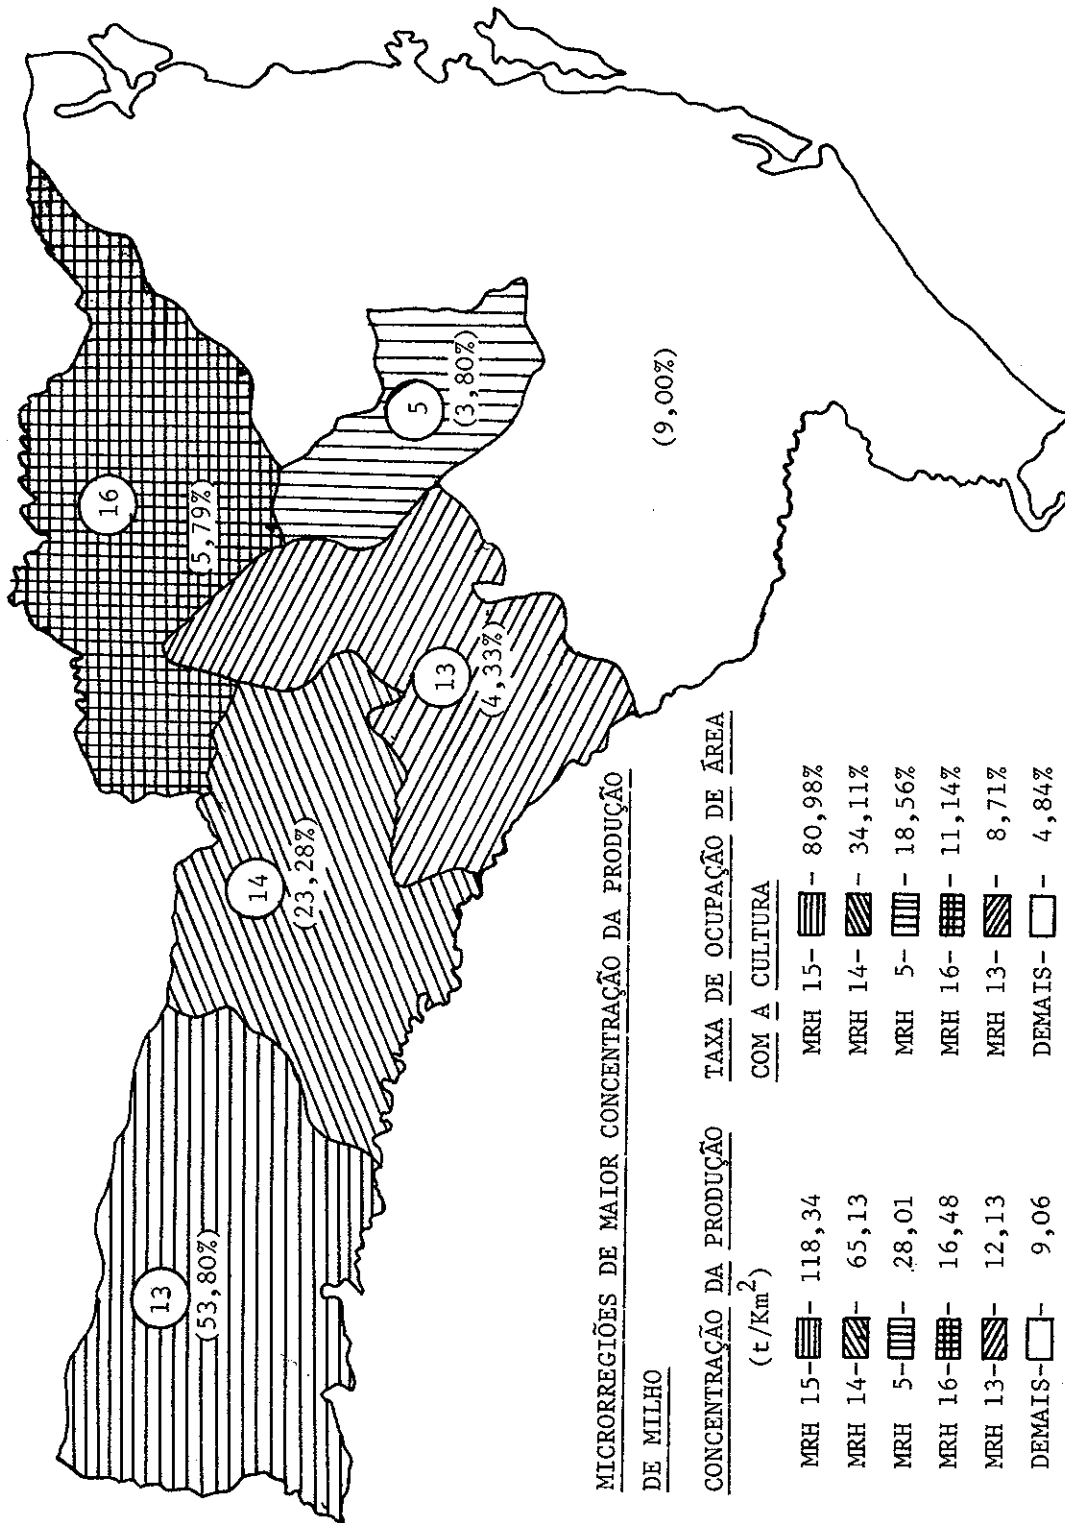 16
(5,79%
5
(3,80%)
13
(4,33%)
14
(23,28%
13
(53,80%)
(9,00%)
MICRORREGIÕES DE MAIOR CONCENTRAÇÃO DA PRODUÇÃO
DE MILHO
CONCENTRAÇÃO DA PRODUÇÃO
(t/Km²)
MRH 15- - 118,34
MRH 14- - 65,13
MRH 5- - 28,01
MRH 16- - 16,48
MRH 13- - 12,13
DEMAIS- - 9,06
TAXA DE OCUPAÇÃO DE ÁREA
COM A CULTURA
MRH 15- - 80,98%
MRH 14- - 34,11%
MRH 5- - 18,56%
MRH 16- - 11,14%
MRH 13- - 8,71%
DEMAIS- - 4,84%